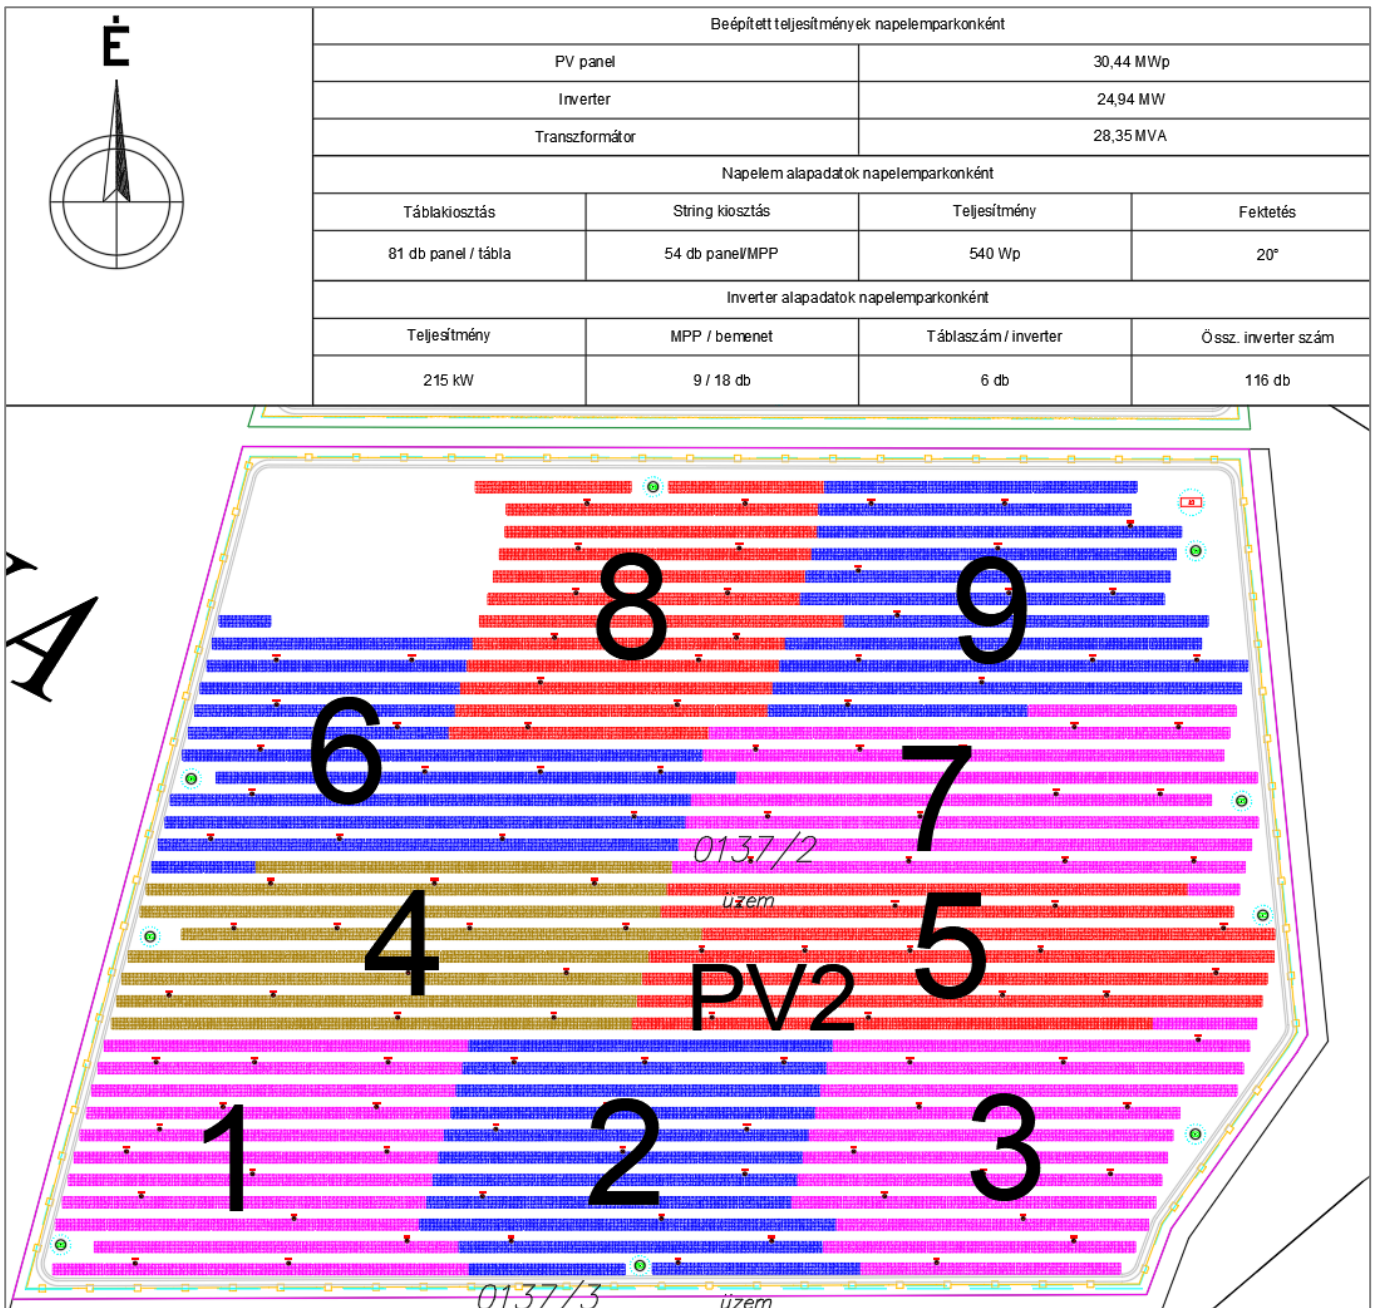 É
Beépített teljesítmények napelemparkonként
PV panel 30,44 MWp
Inverter 24,94 MW
Transzformátor 28,35 MVA
Napelem alapadatok napelemparkonként
Táblakiosztás String kiosztás Teljesítmény Fektetés
81 db panel / tábla 54 db panel/MPP 540 Wp 20°
Inverter alapadatok napelemparkonként
Teljesítmény MPP / bemenet Táblaszám / inverter Össz. inverter szám
215 kW 9 / 18 db 6 db 116 db
A
8
9
6
7
0137/2
üzem
4
5
PV2
1
2
3
0137/3
üzem